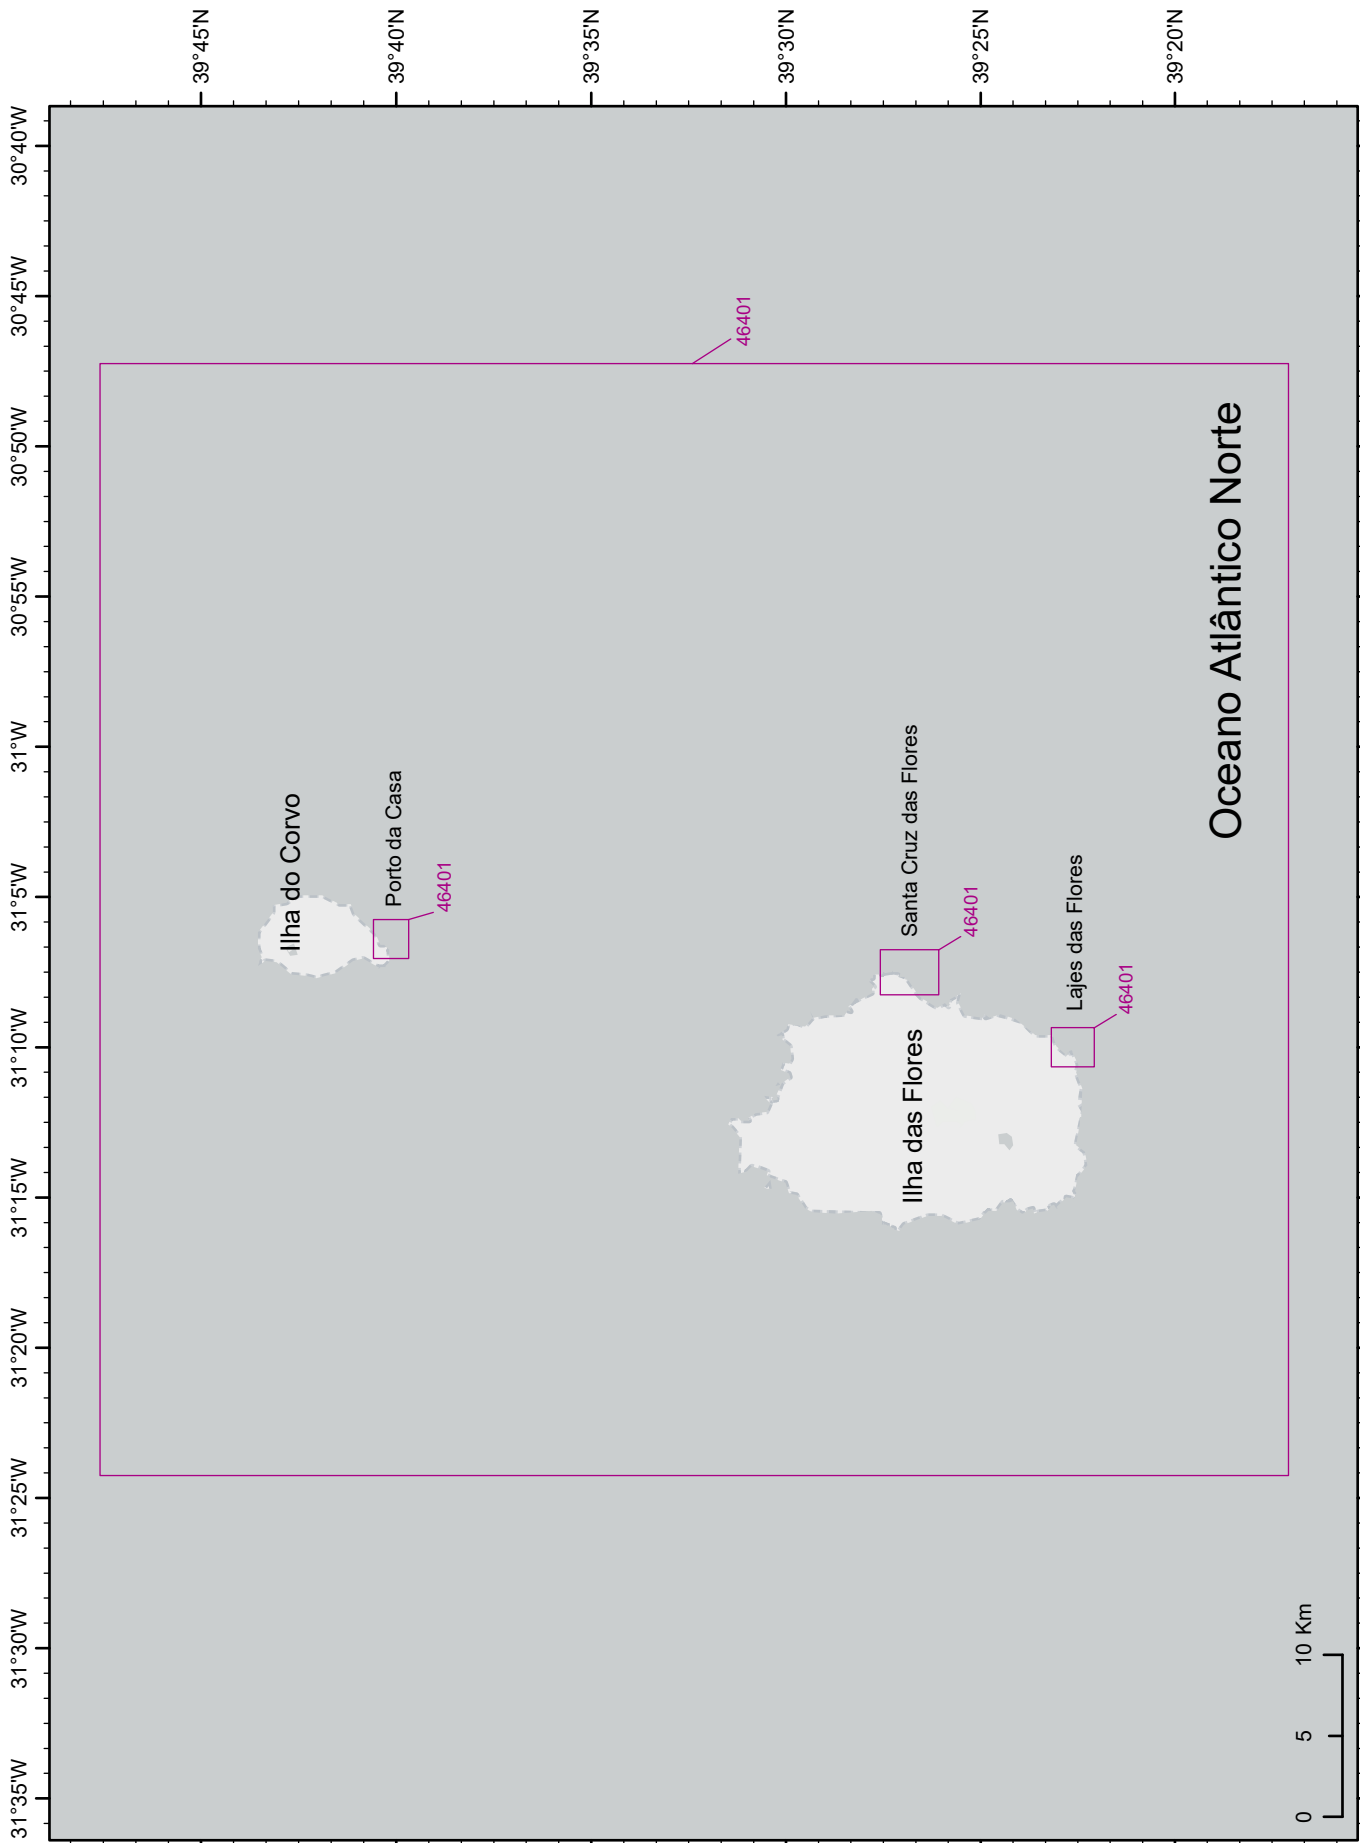 31°35'W
31°30'W
31°25'W
31°20'W
31°15'W
31°10'W
31°5'W
31°W
30°55'W
30°50'W
30°45'W
30°40'W
39°45'N
39°40'N
39°35'N
39°30'N
39°25'N
39°20'N
Ilha do Corvo
Porto da Casa
46401
46401
Ilha das Flores
Santa Cruz das Flores
46401
Lajes das Flores
46401
Oceano Atlântico Norte
0 5 10 Km